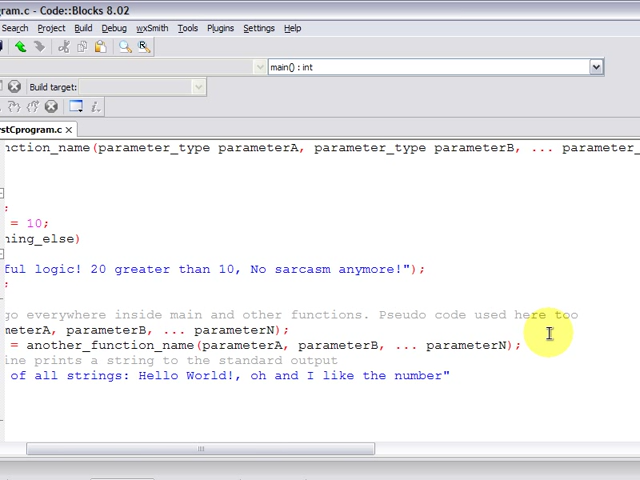 gram.c - Code::Blocks 8.02
Search Project Build Debug wxSmith Tools Plugins Settings Help
main() : int
Build target:
rstCprogram.c
nction_name(parameter_type parameterA, parameter_type parameterB, ... parameter_
;
= 10;
ning_else)
ful logic! 20 greater than 10, No sarcasm anymore!");
;
go everywhere inside main and other functions. Pseudo code used here too
meterA, parameterB, ... parameterN);
= another_function_name(parameterA, parameterB, ... parameterN);
ine prints a string to the standard output
of all strings: Hello World!, oh and I like the number"